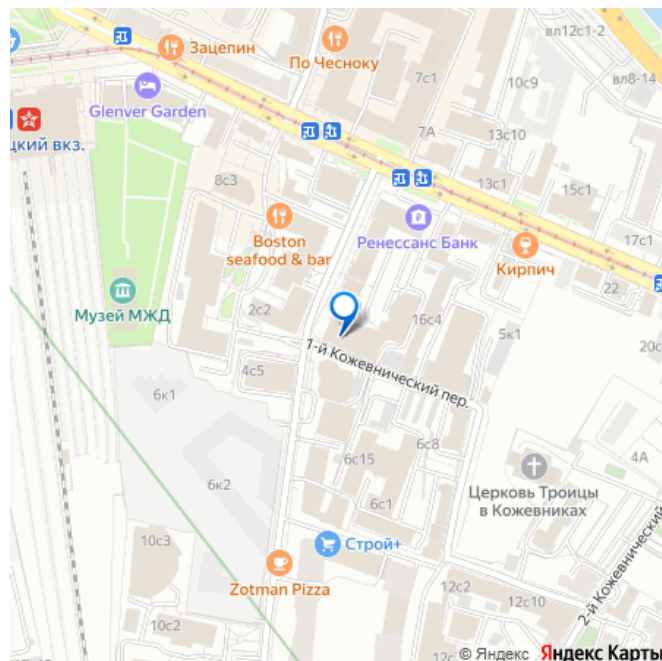 вл12с1-2
Зацепин
По Чесноку
10с9
вл8-14
7с1
Glenver Garden
7А
13с10
цкий вкз.
8с3
13с1
15с1
Boston
seafood & bar
Ренессанс Банк
17с1
Кирпич
Музей МЖД
2с2
16с4
22
5к1
20с
1-й Кожевнический пер.
4с5
6к1
6с8
6с15
4А
Церковь Троицы
в Кожевниках
6к2
6с1
2-й Кожевнический
Строй+
10с3
Zotman Pizza
12с2
12с10
10с2
© Яндекс Яндекс Карты